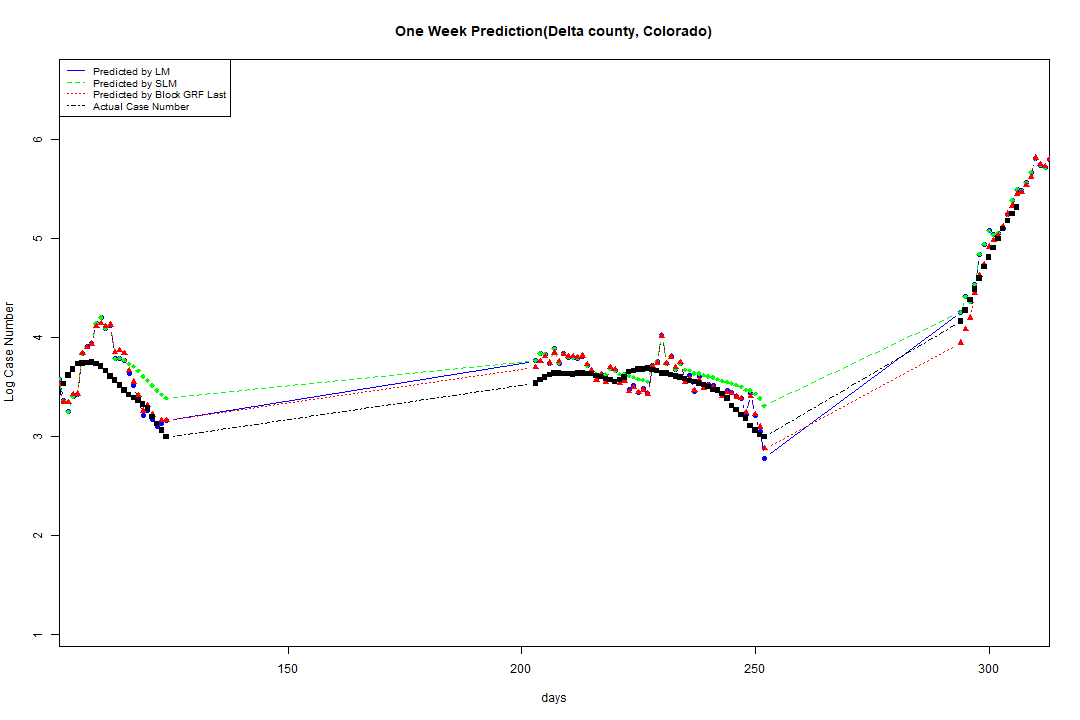 One Week Prediction(Delta county, Colorado)
Predicted by LM
Predicted by SLM
Predicted by Block GRF Last
Actual Case Number
Log Case Number
6
5
4
3
2
1
150
200
250
300
days